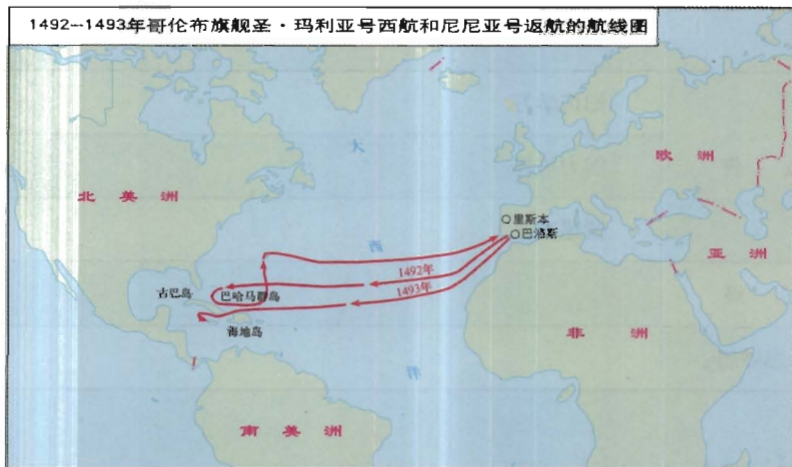 1492—1493年哥伦布旗舰圣·玛利亚号西航和尼尼亚号返航的航线图
北美洲
大
西
洋
欧洲
里斯本
巴洛斯
亚洲
1492年
1493年
古巴岛
巴哈马群岛
海地岛
非洲
南美洲